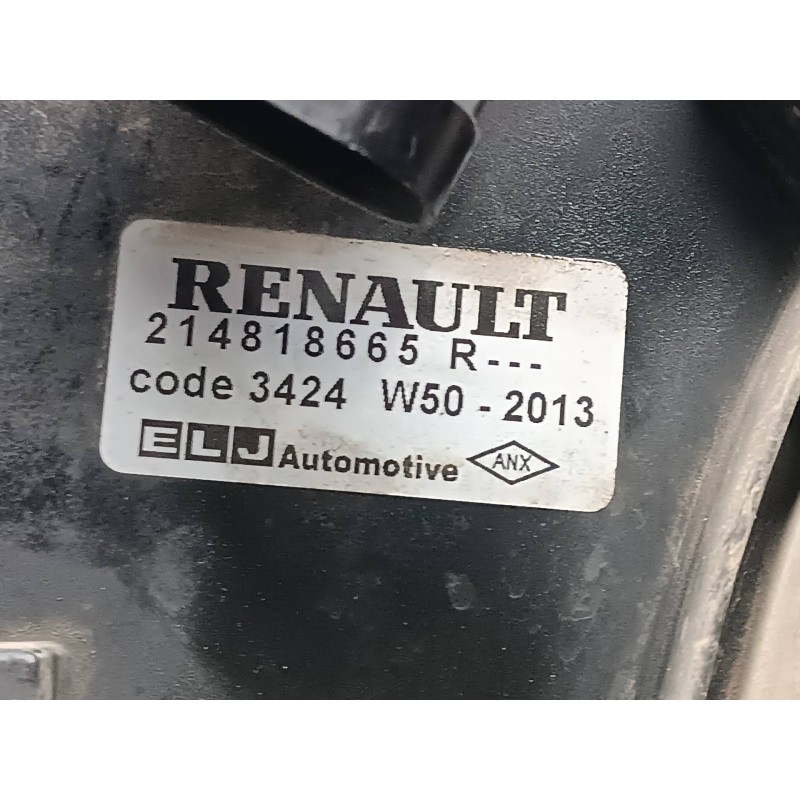 RENAULT
214818665 R---
code 3424 W50 - 2013
ELJ Automotive ANX